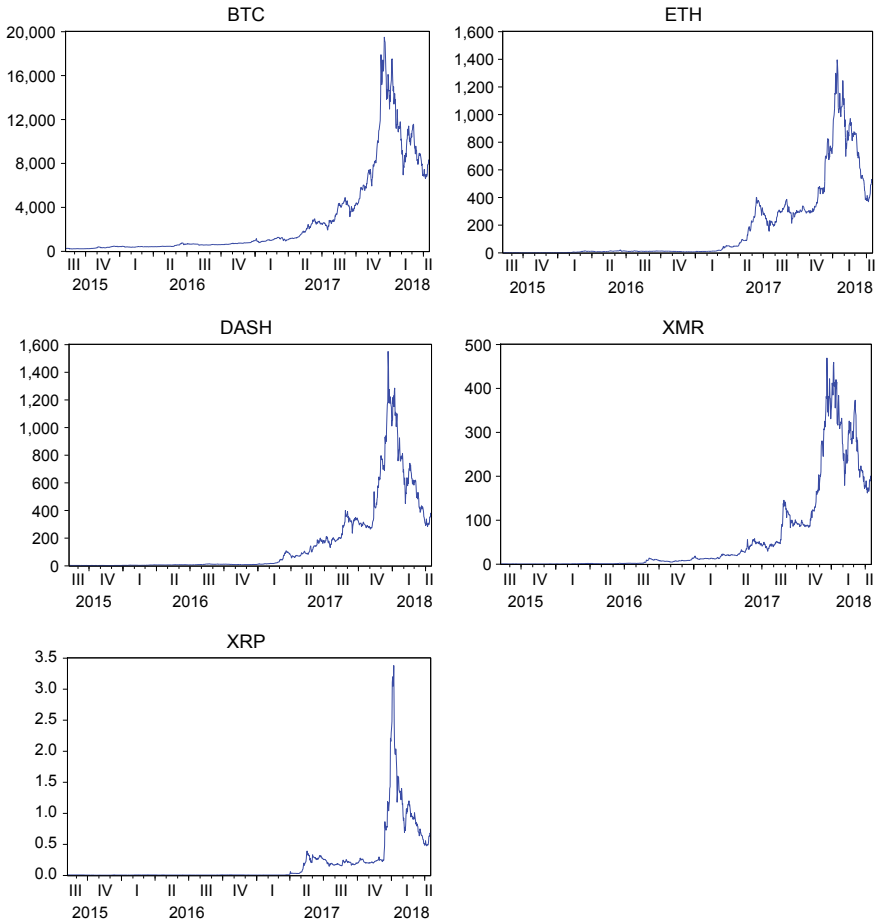 BTC
20,000
16,000
12,000
8,000
4,000
0
III IV I II III IV I II III IV I II
2015 2016 2017 2018
ETH
1,600
1,400
1,200
1,000
800
600
400
200
0
III IV I II III IV I II III IV I II
2015 2016 2017 2018
DASH
1,600
1,400
1,200
1,000
800
600
400
200
0
III IV I II III IV I II III IV I II
2015 2016 2017 2018
XMR
500
400
300
200
100
0
III IV I II III IV I II III IV I II
2015 2016 2017 2018
XRP
3.5
3.0
2.5
2.0
1.5
1.0
0.5
0.0
III IV I II III IV I II III IV I II
2015 2016 2017 2018